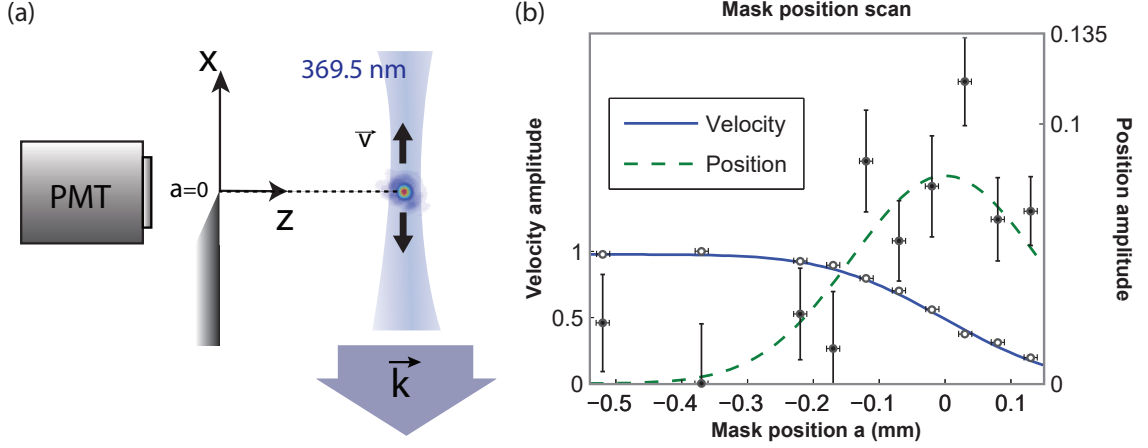 (a)
X
369.5 nm
v
PMT
a=0
Z
k
(b)
Mask position scan
Velocity amplitude
1
0.5
0
Velocity
Position
0.135
0.1
0
Position amplitude
−0.5 −0.4 −0.3 −0.2 −0.1 0 0.1
Mask position a (mm)